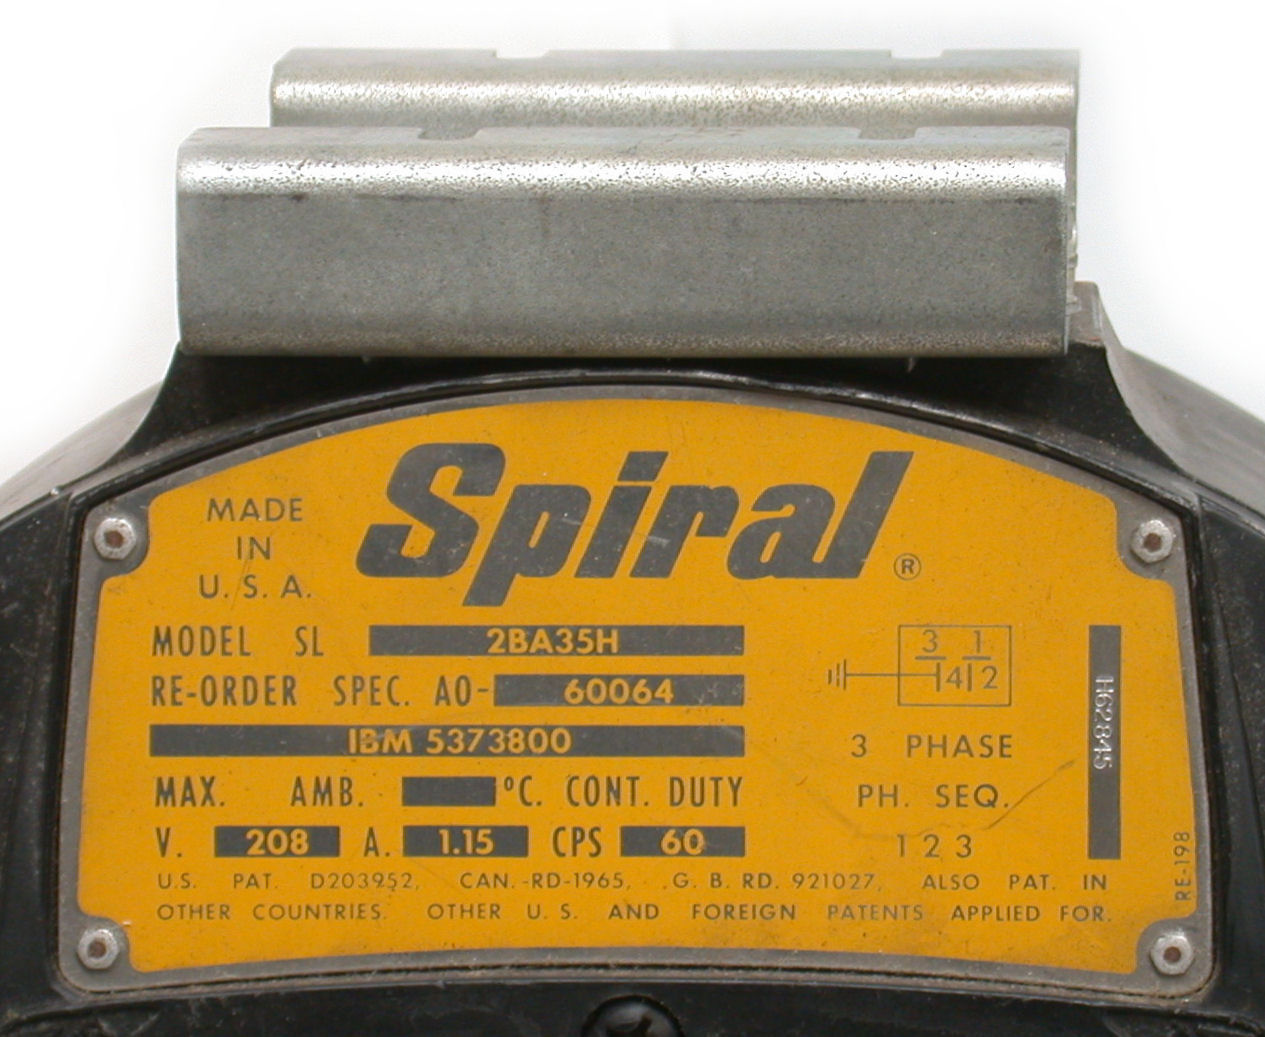 Spiral ®
MADE
IN
U.S.A.
MODEL SL 2BA35H
RE-ORDER SPEC. AO-60064
IBM 5373800
MAX. AMB. °C. CONT. DUTY
V. 208 A. 1.15 CPS 60
3 1
4 2
3 PHASE
PH. SEQ.
1 2 3
H62845
RE-198
U.S. PAT. D203952, CAN.-RD-1965, G. B. RD. 921027, ALSO PAT. IN
OTHER COUNTRIES. OTHER U. S. AND FOREIGN PATENTS APPLIED FOR.